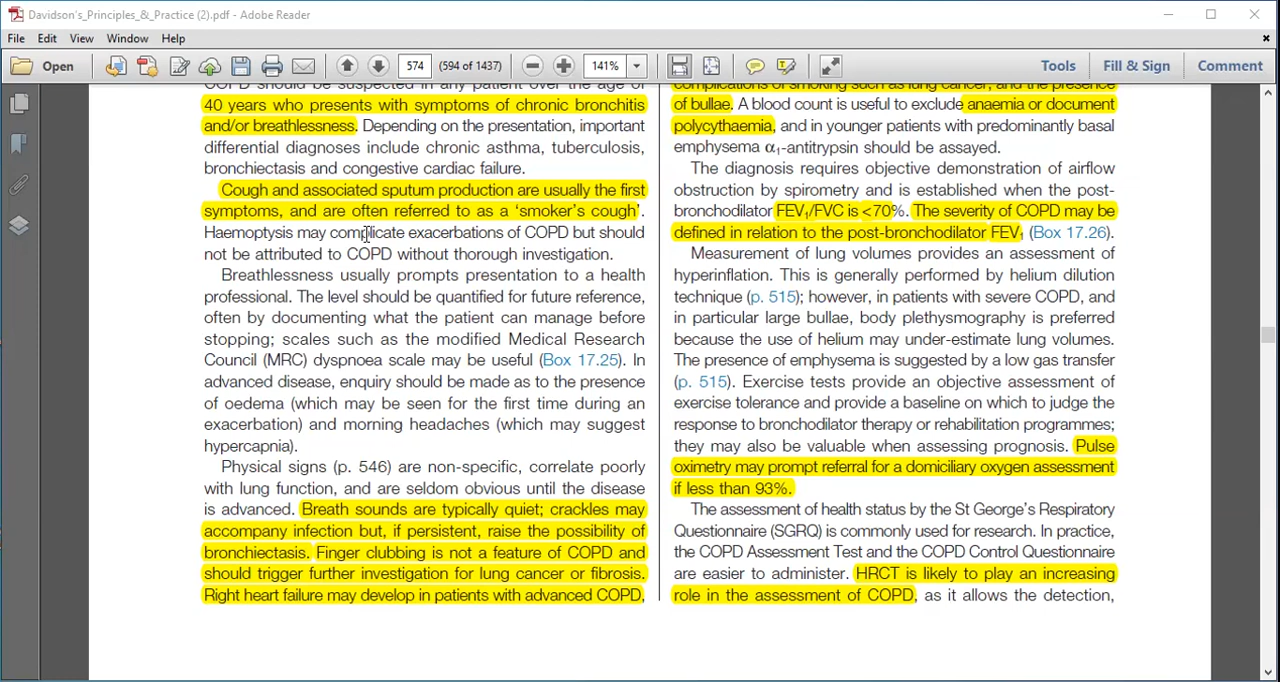 Davidson's_Principles_&_Practice (2).pdf - Adobe Reader
File Edit View Window Help
Open 574 (594 of 1437) 141% Tools Fill & Sign Comment
COPD should be suspected in any patient over the age of
40 years who presents with symptoms of chronic bronchitis
and/or breathlessness. Depending on the presentation, important
differential diagnoses include chronic asthma, tuberculosis,
bronchiectasis and congestive cardiac failure.
Cough and associated sputum production are usually the first
symptoms, and are often referred to as a ‘smoker’s cough’.
Haemoptysis may complicate exacerbations of COPD but should
not be attributed to COPD without thorough investigation.
Breathlessness usually prompts presentation to a health
professional. The level should be quantified for future reference,
often by documenting what the patient can manage before
stopping; scales such as the modified Medical Research
Council (MRC) dyspnoea scale may be useful (Box 17.25). In
advanced disease, enquiry should be made as to the presence
of oedema (which may be seen for the first time during an
exacerbation) and morning headaches (which may suggest
hypercapnia).
Physical signs (p. 546) are non-specific, correlate poorly
with lung function, and are seldom obvious until the disease
is advanced. Breath sounds are typically quiet; crackles may
accompany infection but, if persistent, raise the possibility of
bronchiectasis. Finger clubbing is not a feature of COPD and
should trigger further investigation for lung cancer or fibrosis.
Right heart failure may develop in patients with advanced COPD,
complications of smoking such as lung cancer, and the presence
of bullae. A blood count is useful to exclude anaemia or document
polycythaemia, and in younger patients with predominantly basal
emphysema α₁-antitrypsin should be assayed.
The diagnosis requires objective demonstration of airflow
obstruction by spirometry and is established when the post-
bronchodilator FEV₁/FVC is <70%. The severity of COPD may be
defined in relation to the post-bronchodilator FEV₁ (Box 17.26).
Measurement of lung volumes provides an assessment of
hyperinflation. This is generally performed by helium dilution
technique (p. 515); however, in patients with severe COPD, and
in particular large bullae, body plethysmography is preferred
because the use of helium may under-estimate lung volumes.
The presence of emphysema is suggested by a low gas transfer
(p. 515). Exercise tests provide an objective assessment of
exercise tolerance and provide a baseline on which to judge the
response to bronchodilator therapy or rehabilitation programmes;
they may also be valuable when assessing prognosis. Pulse
oximetry may prompt referral for a domiciliary oxygen assessment
if less than 93%.
The assessment of health status by the St George’s Respiratory
Questionnaire (SGRQ) is commonly used for research. In practice,
the COPD Assessment Test and the COPD Control Questionnaire
are easier to administer. HRCT is likely to play an increasing
role in the assessment of COPD, as it allows the detection,